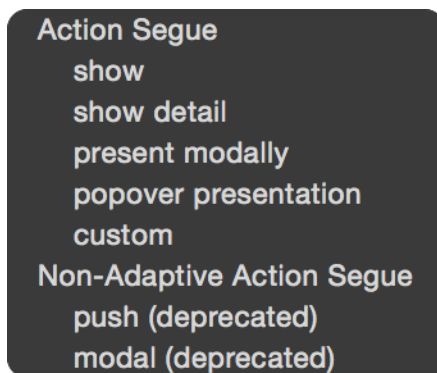 Action Segue
show
show detail
present modally
popover presentation
custom
Non-Adaptive Action Segue
push (deprecated)
modal (deprecated)